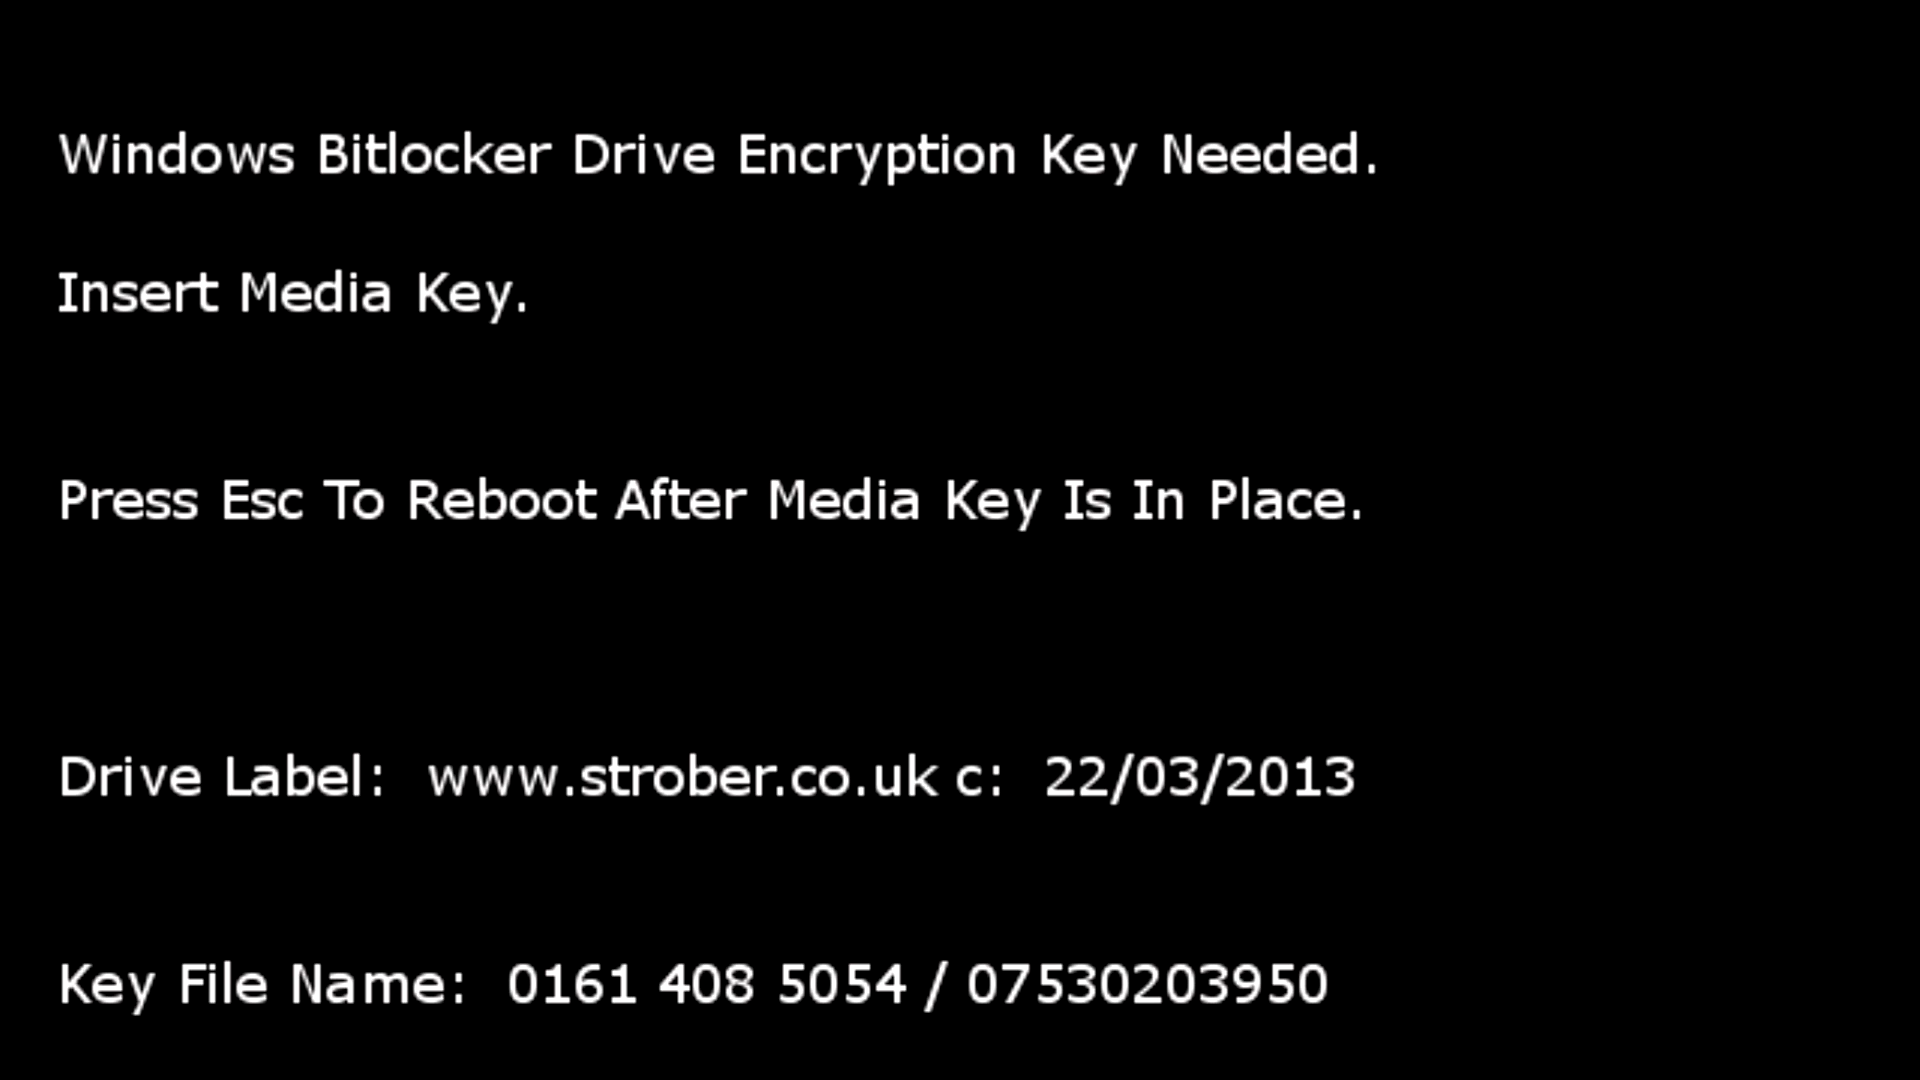 Windows Bitlocker Drive Encryption Key Needed.
Insert Media Key.
Press Esc To Reboot After Media Key Is In Place.
Drive Label: www.strober.co.uk c: 22/03/2013
Key File Name: 0161 408 5054 / 07530203950